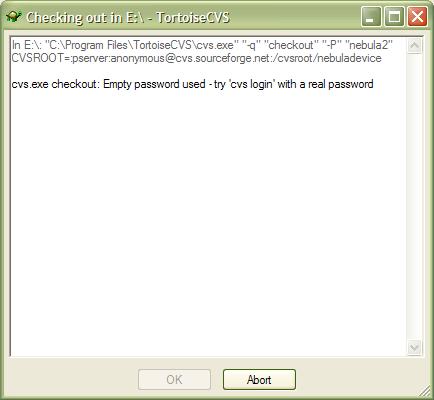 Checking out in E:\ - TortoiseCVS
In E:\: "C:\Program Files\TortoiseCVS\cvs.exe" "-q" "checkout" "-P" "nebula2"
CVSROOT=:pserver:anonymous@cvs.sourceforge.net:/cvsroot/nebuladevice
cvs.exe checkout: Empty password used - try 'cvs login' with a real password
OK Abort